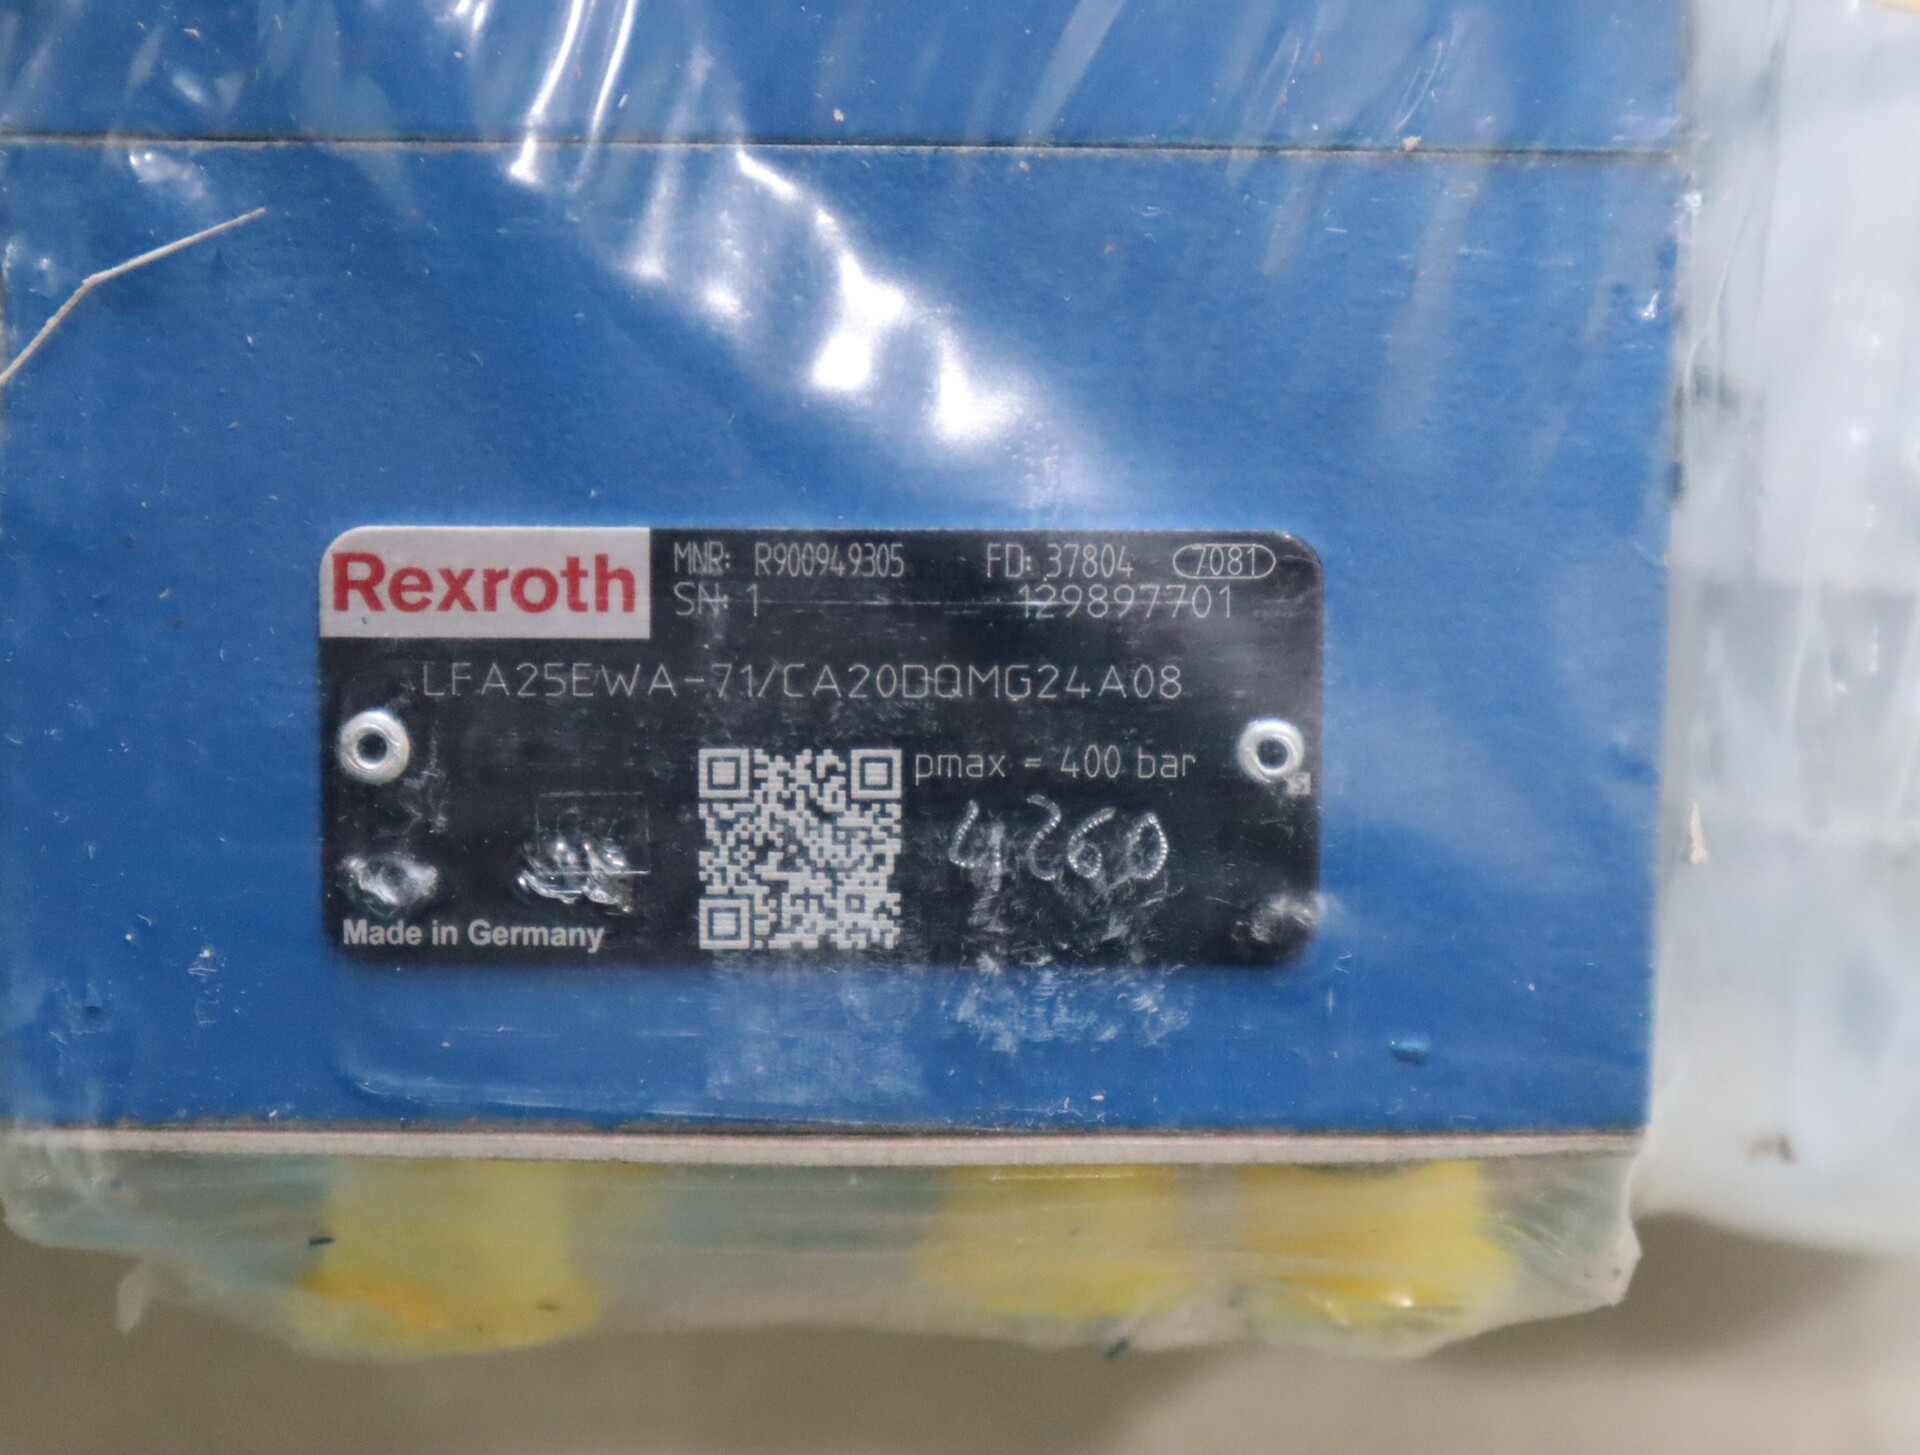 Rexroth
MNR: R900949305 FD: 37804 7081
SN: 1 129897701
LFA25EWA-71/CA20DQMG24A08
pmax = 400 bar
4260
Made in Germany